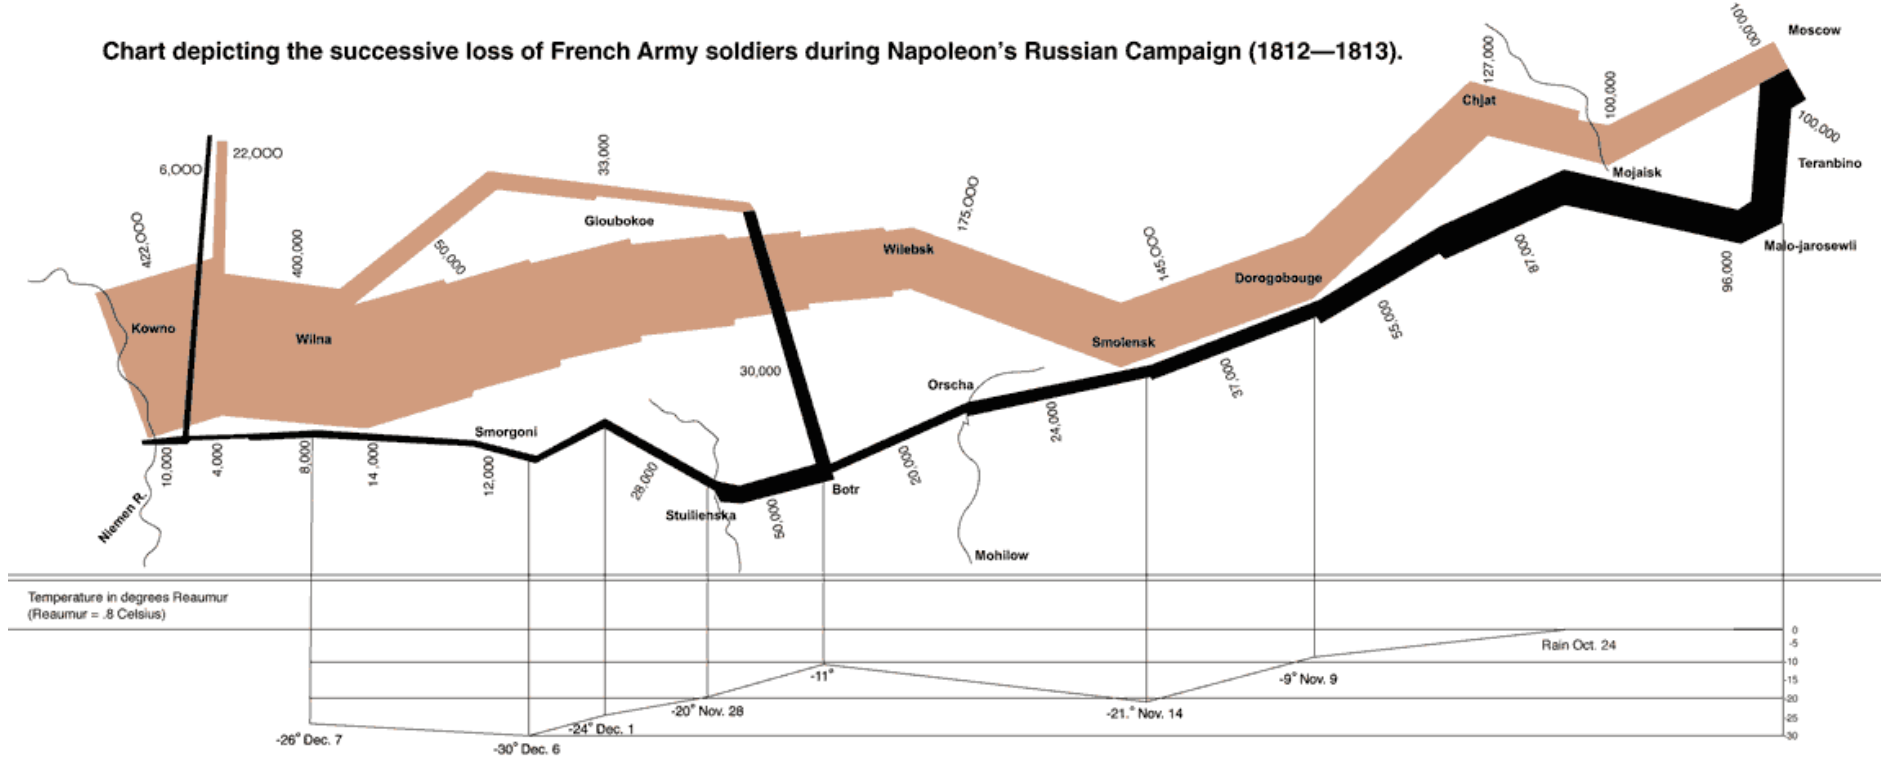 Chart depicting the successive loss of French Army soldiers during Napoleon's Russian Campaign (1812—1813).
100,000
Moscow
127,000
100,000
Chjat
100,000
Teranbino
Mojaisk
6,000
22,000
33,000
Gloubokoe
422,000
400,000
50,000
175,000
Wilebsk
145,000
Dorogobouge
87,000
96,000
Malo-jarosewli
Kowno
Wilna
Smolensk
55,000
30,000
Orscha
37,000
24,000
Smorgoni
10,000
4,000
8,000
14,000
12,000
28,000
20,000
Botr
Niemen R.
Stuilienska
50,000
Mohilow
Temperature in degrees Reaumur
(Reaumur = .8 Celsius)
0
-5
-10
-15
-20
-25
-30
Rain Oct. 24
-9° Nov. 9
-21.° Nov. 14
-11°
-20° Nov. 28
-24° Dec. 1
-30° Dec. 6
-26° Dec. 7